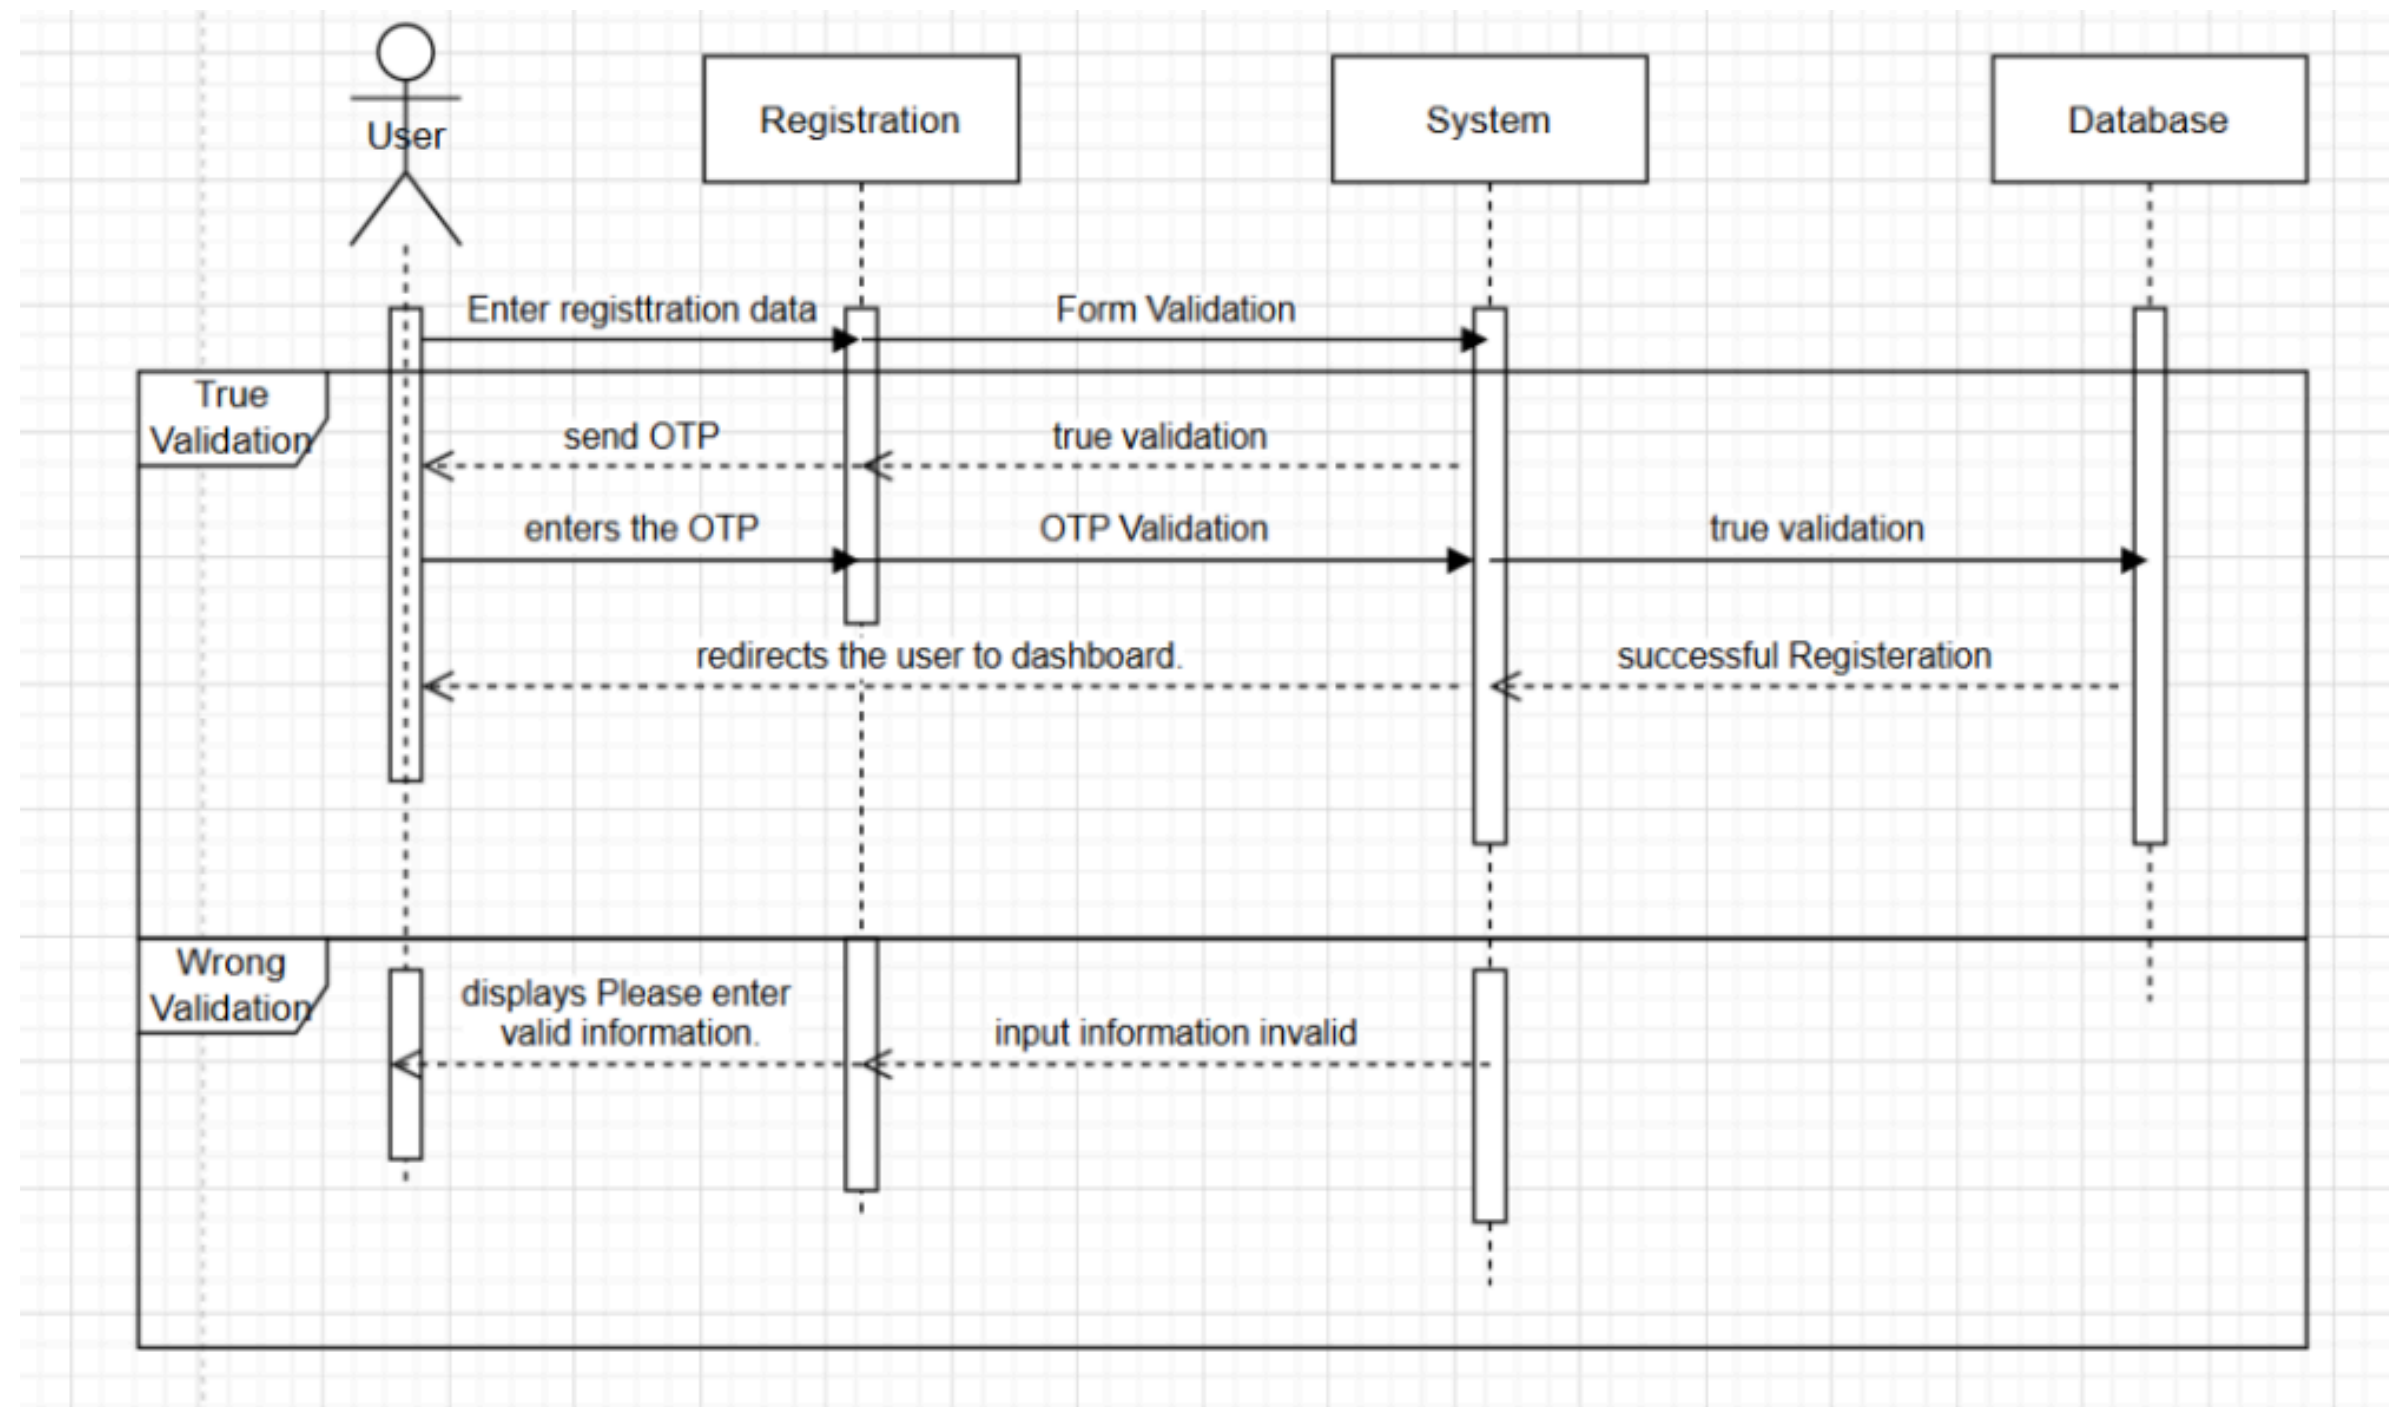 User
Registration
System
Database
Enter registtration data
Form Validation
True
Validation
send OTP
true validation
enters the OTP
OTP Validation
true validation
redirects the user to dashboard.
successful Registeration
Wrong
Validation
displays Please enter
valid information.
input information invalid